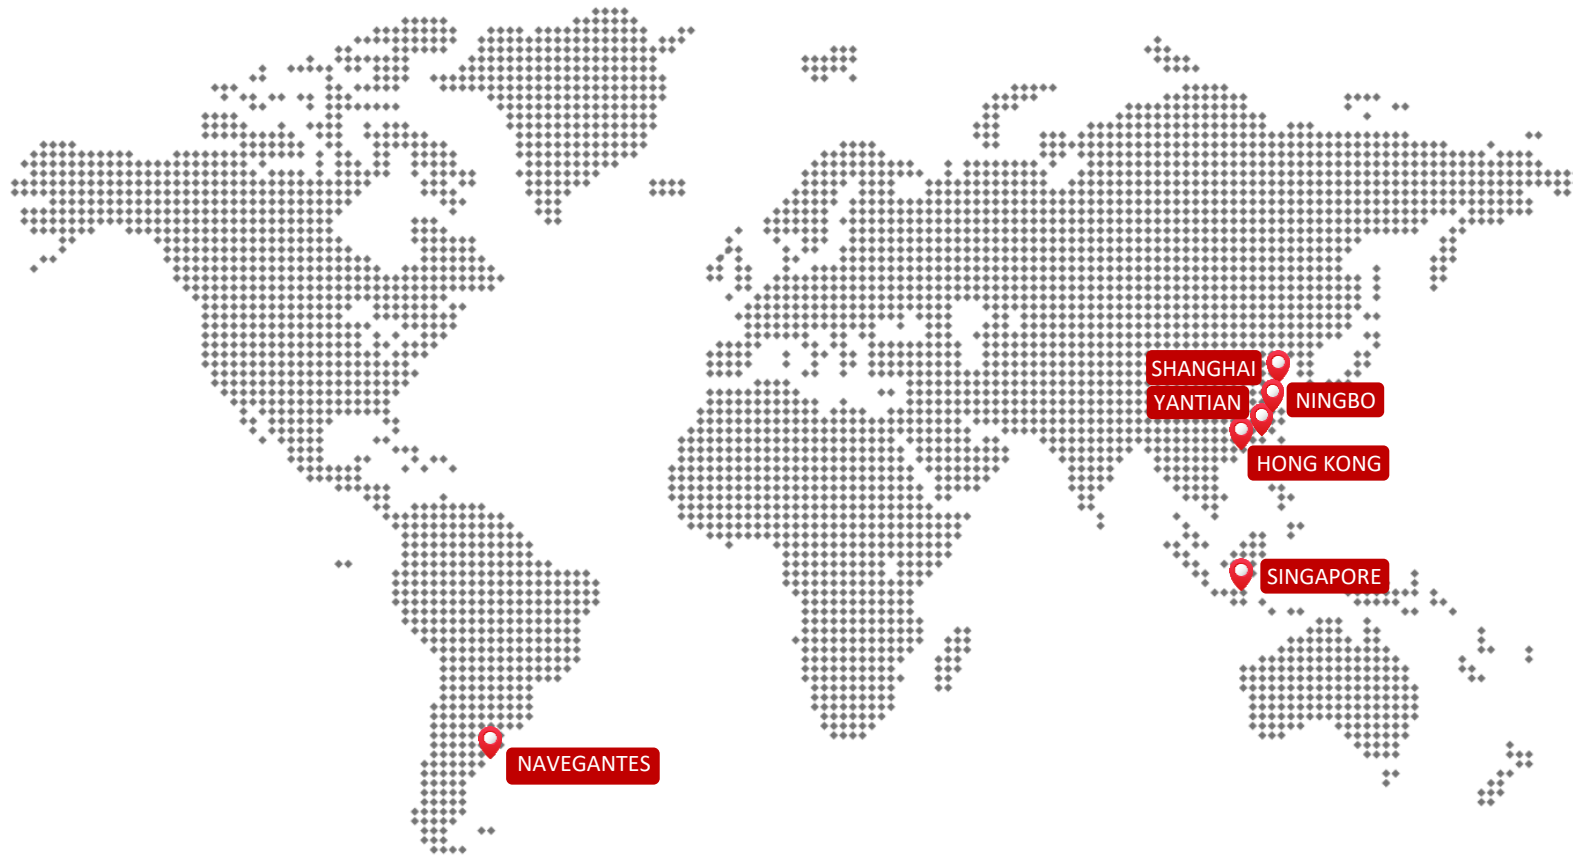 SHANGHAI
YANTIAN
NINGBO
HONG KONG
SINGAPORE
NAVEGANTES